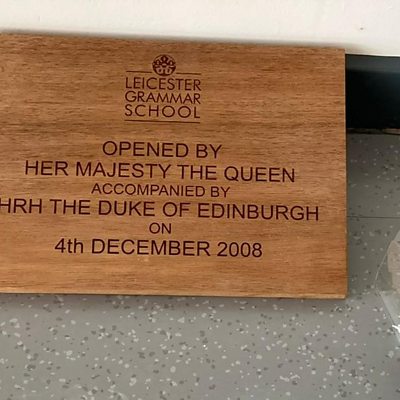 LEICESTER
GRAMMAR
SCHOOL
OPENED BY
HER MAJESTY THE QUEEN
ACCOMPANIED BY
HRH THE DUKE OF EDINBURGH
ON
4th DECEMBER 2008